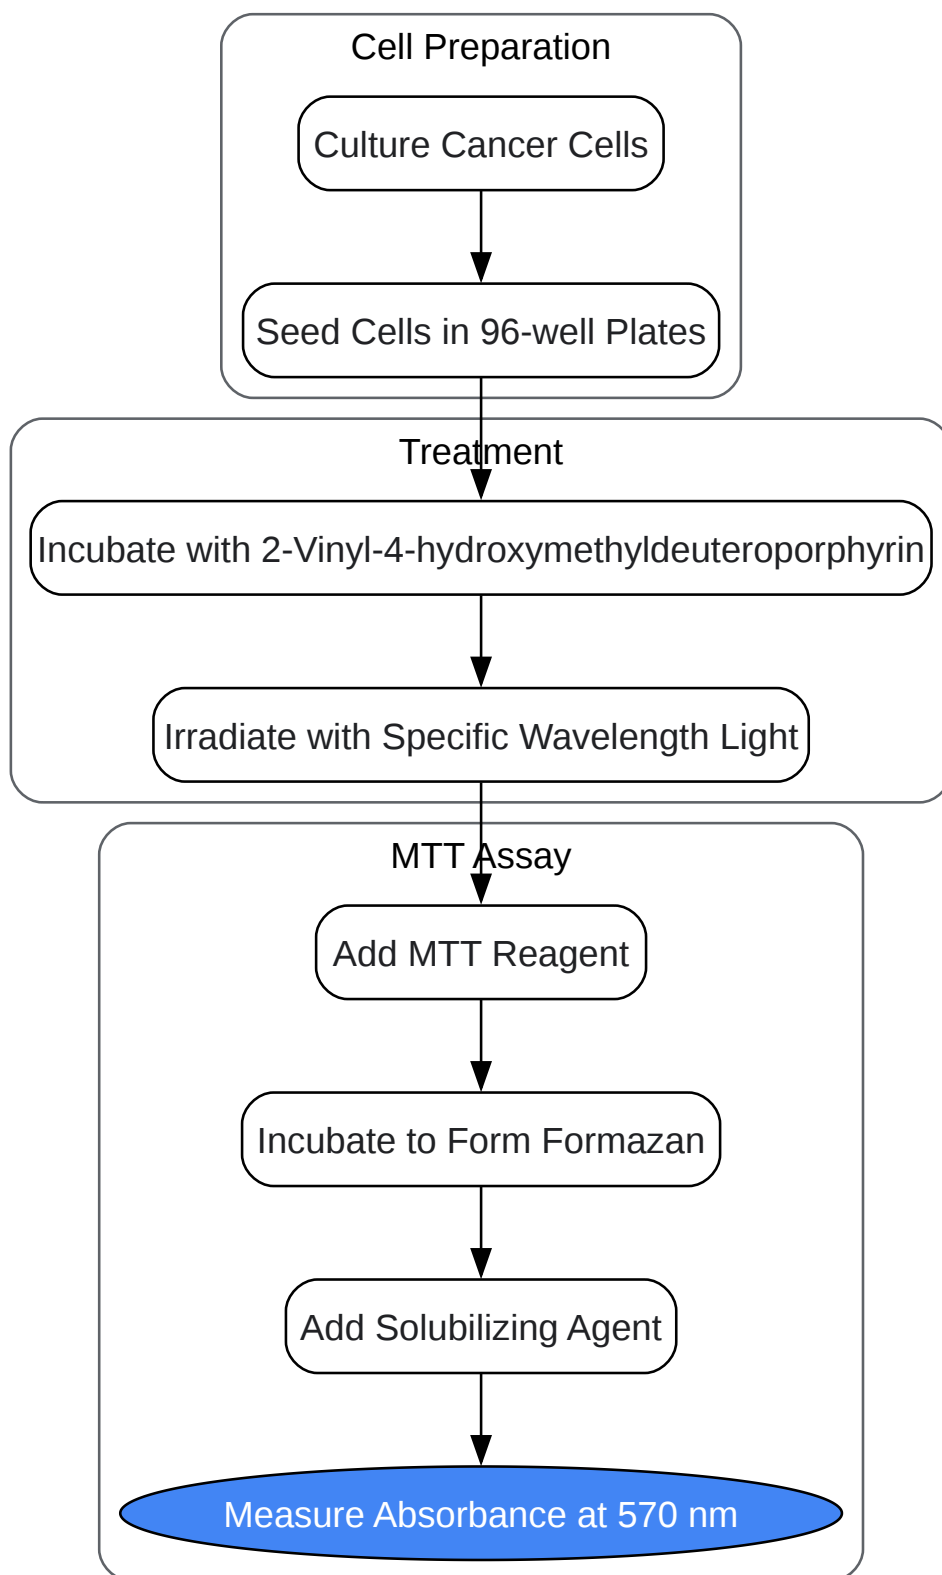 Cell Preparation
Culture Cancer Cells
Seed Cells in 96-well Plates
Treatment
Incubate with 2-Vinyl-4-hydroxymethyldeuteroporphyrin
Irradiate with Specific Wavelength Light
MTT Assay
Add MTT Reagent
Incubate to Form Formazan
Add Solubilizing Agent
Measure Absorbance at 570 nm